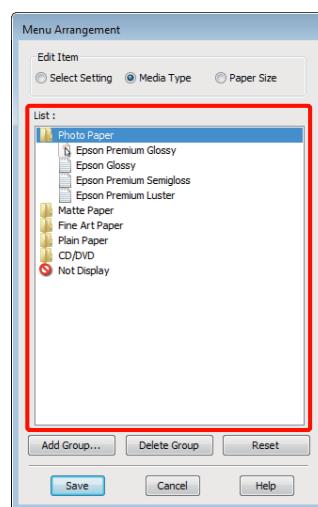 Menu Arrangement
Edit Item
Select Setting Media Type Paper Size
List :
Photo Paper
Epson Premium Glossy
Epson Glossy
Epson Premium Semigloss
Epson Premium Luster
Matte Paper
Fine Art Paper
Plain Paper
CD/DVD
Not Display
Add Group... Delete Group Reset
Save Cancel Help